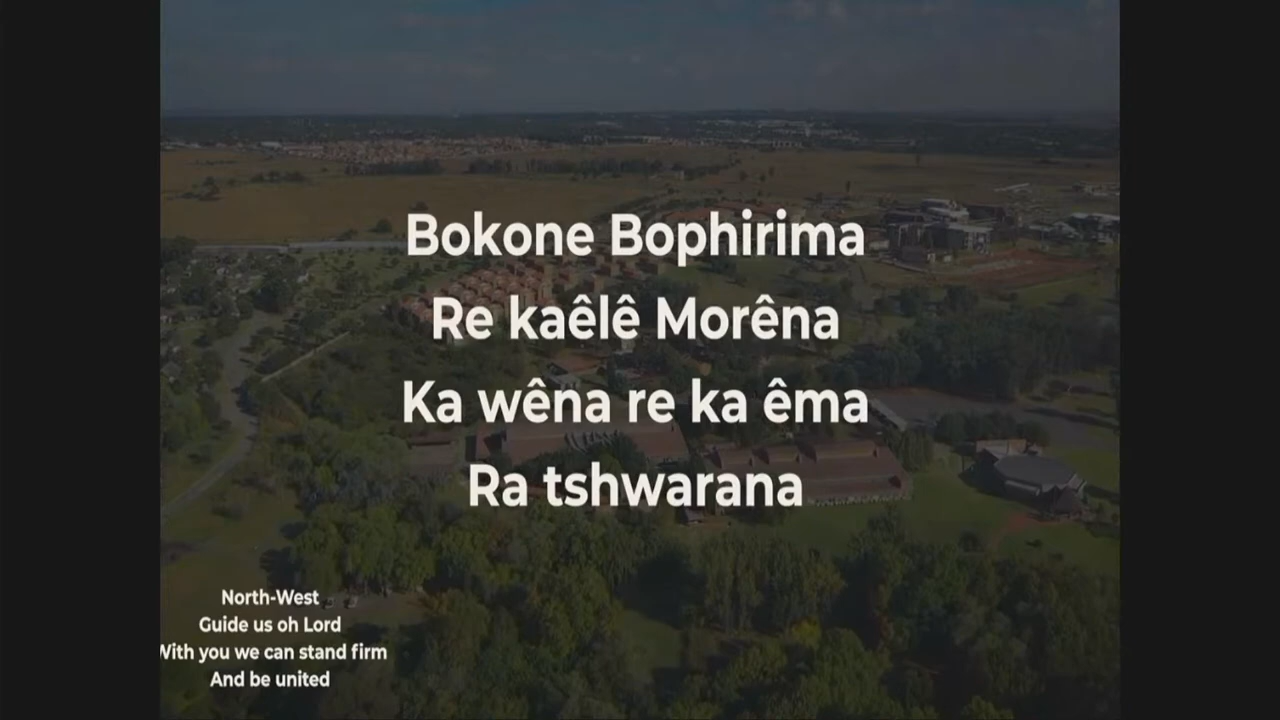 Bokone Bophirima
Re kaêlê Morêna
Ka wêna re ka êma
Ra tshwarana
North-West
Guide us oh Lord
With you we can stand firm
And be united